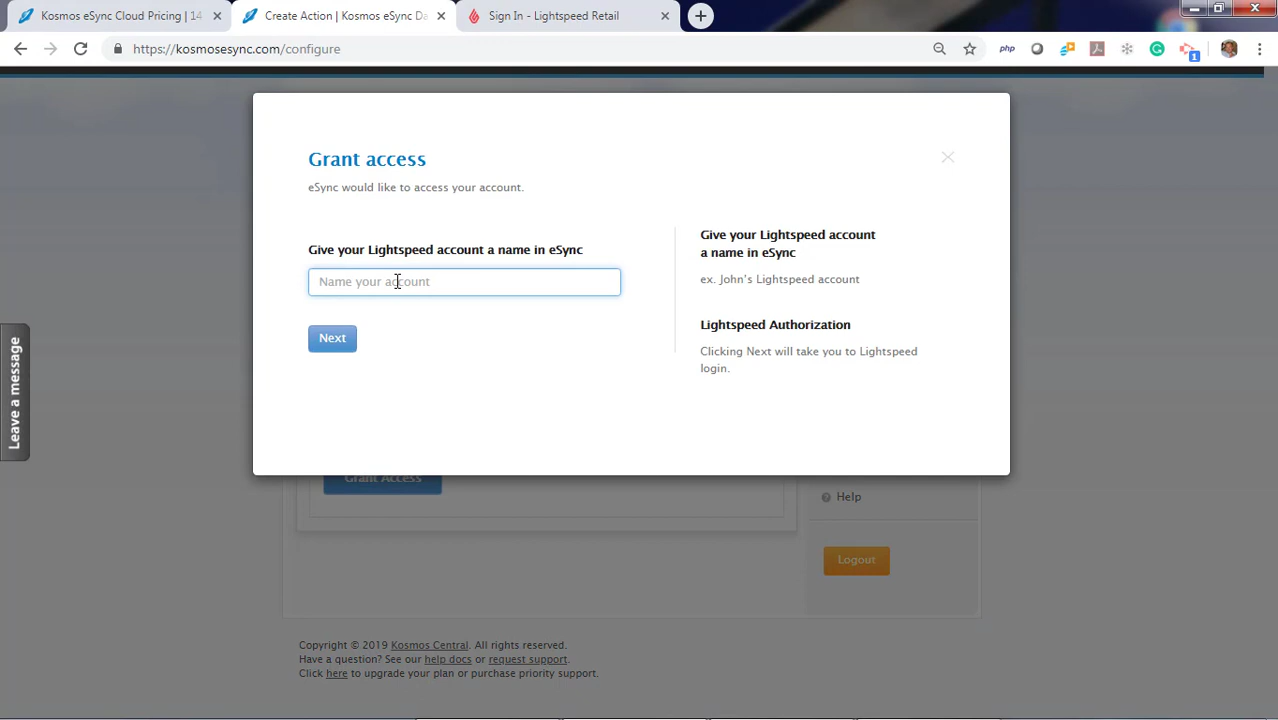 Kosmos eSync Cloud Pricing | 14
Create Action | Kosmos eSync Da
Sign In - Lightspeed Retail
https://kosmosesync.com/configure
php
1
Grant access
eSync would like to access your account.
Give your Lightspeed account a name in eSync
Name your account
Next
Give your Lightspeed account
a name in eSync
ex. John's Lightspeed account
Lightspeed Authorization
Clicking Next will take you to Lightspeed
login.
Leave a message
Grant Access
Help
Logout
Copyright © 2019 Kosmos Central. All rights reserved.
Have a question? See our help docs or request support.
Click here to upgrade your plan or purchase priority support.